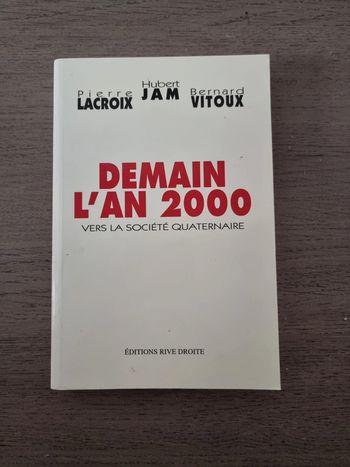 Pierre LACROIX
Hubert JAM
Bernard VITOUX
DEMAIN
L'AN 2000
VERS LA SOCIÉTÉ QUATERNAIRE
ÉDITIONS RIVE DROITE